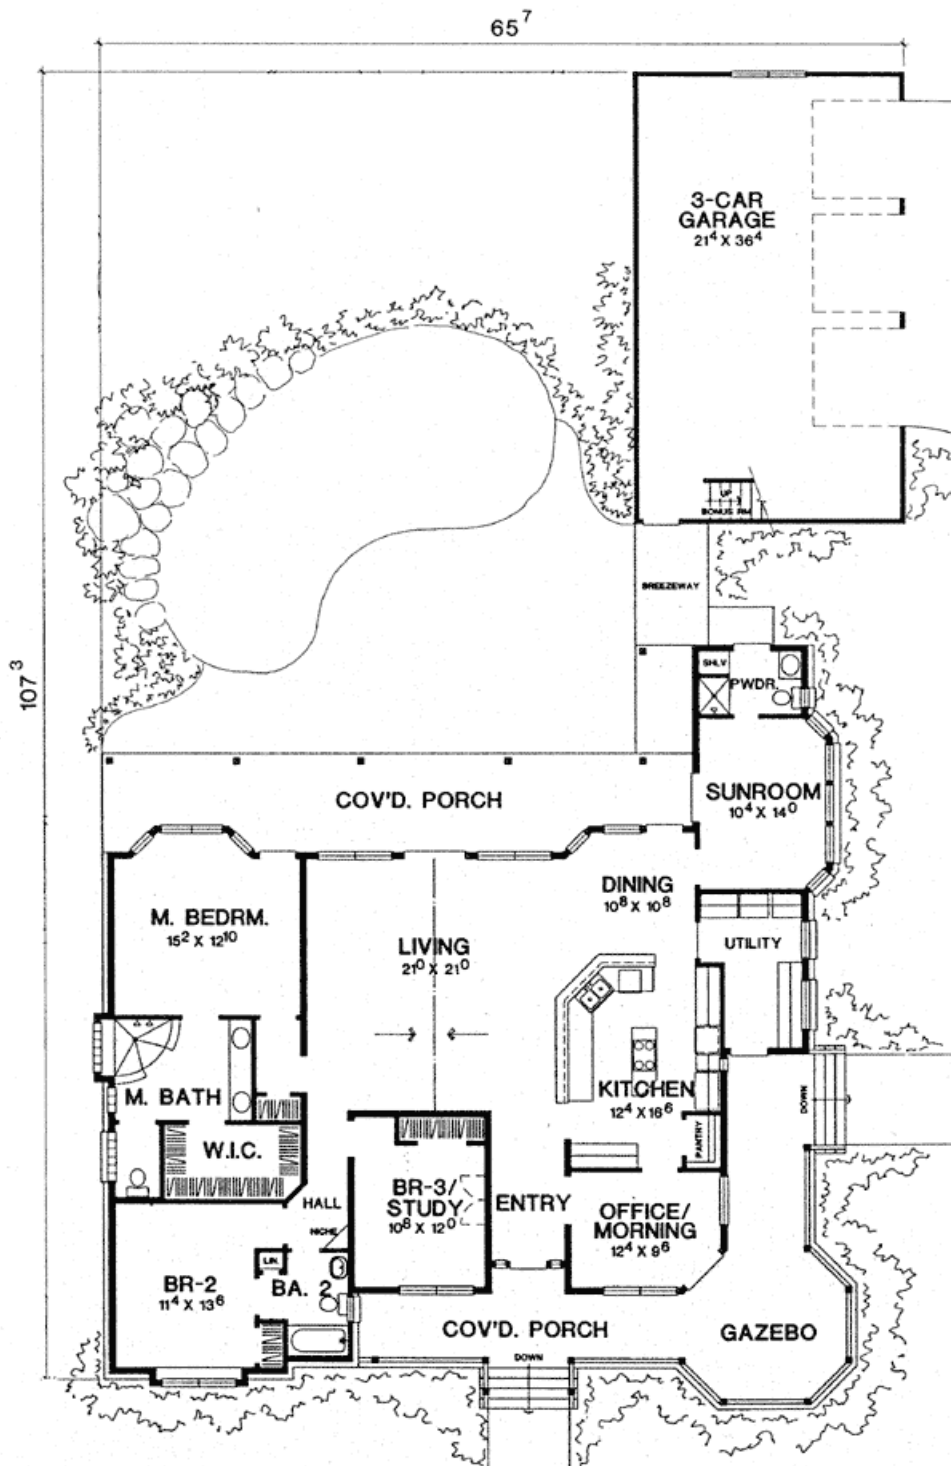 65⁷
3-CAR
GARAGE
21⁴ X 36⁴
UP
BONUS RM
BREEZEWAY
107³
SHLV
PWDR.
COV'D. PORCH
SUNROOM
10⁴ X 14⁰
DINING
10⁸ X 10⁸
M. BEDRM.
15² X 12¹⁰
LIVING
21⁰ X 21⁰
UTILITY
M. BATH
KITCHEN
12⁴ X 16⁶
DOWN
PANTRY
W.I.C.
HALL
NICHE
BR-3/
STUDY
10⁸ X 12⁰
ENTRY
OFFICE/
MORNING
12⁴ X 9⁶
LIN.
BR-2
11⁴ X 13⁶
BA. 2
COV'D. PORCH
GAZEBO
DOWN